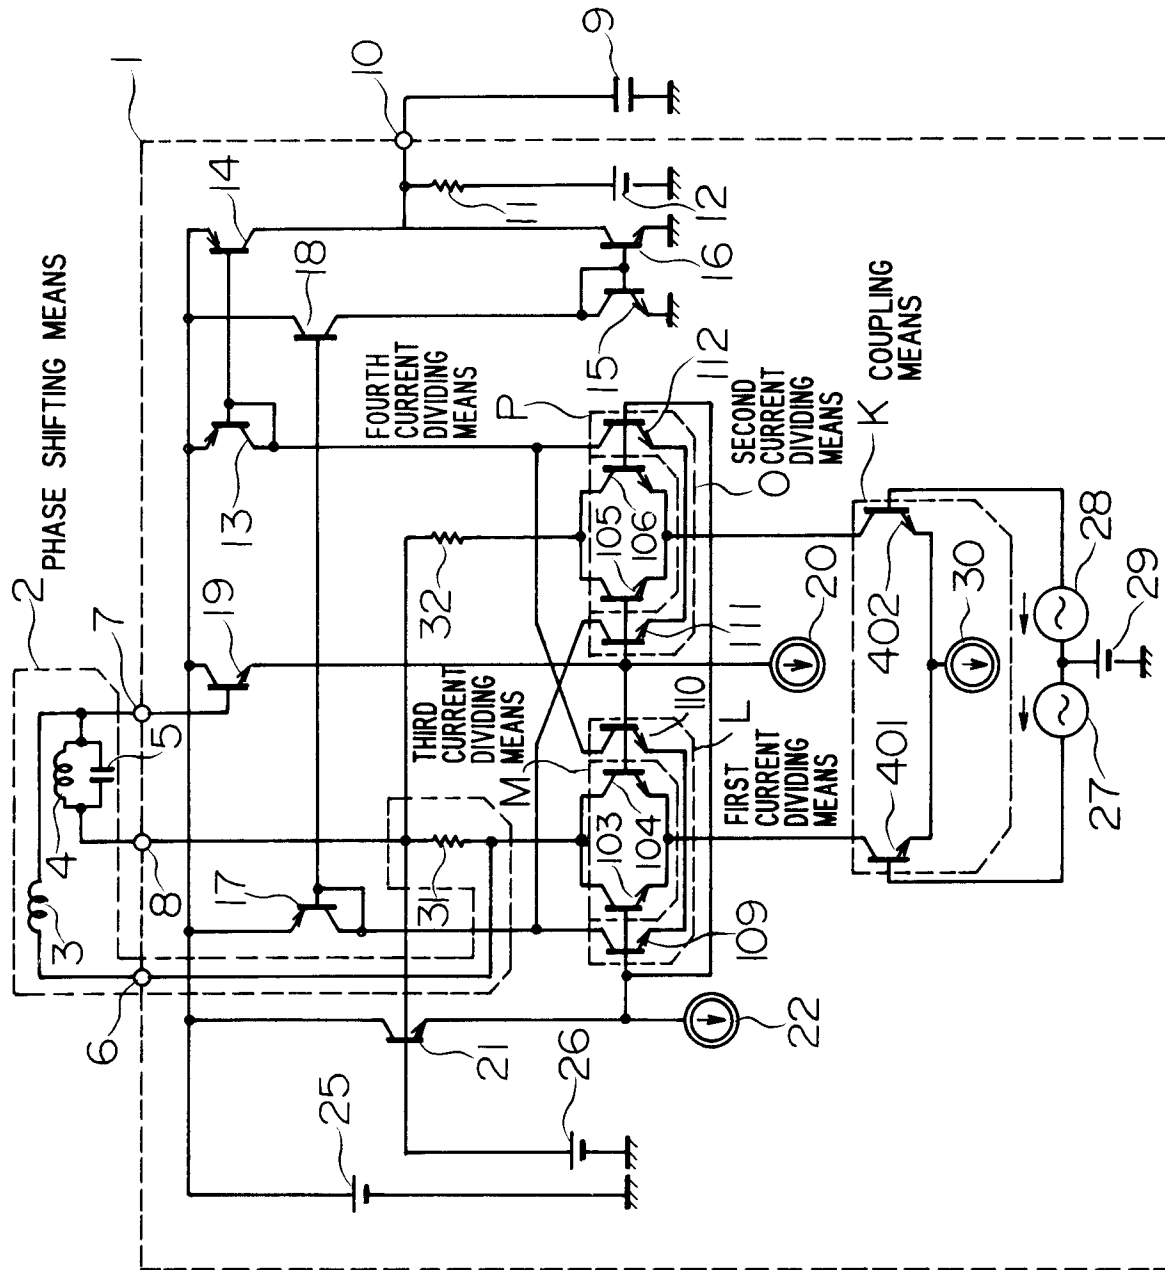 PHASE SHIFTING MEANS
1
2
7
3
4
5
6
8
9
10
14
18
19
13
11
12
16
15
17
21
25
26
22
20
32
31
FOURTH
CURRENT
DIVIDING
MEANS
P
O
112
SECOND
CURRENT
DIVIDING
MEANS
THIRD
CURRENT
DIVIDING
MEANS
M
L
105
106
111
110
103
104
109
FIRST
CURRENT
DIVIDING
MEANS
K
COUPLING
MEANS
402
401
30
28
29
27